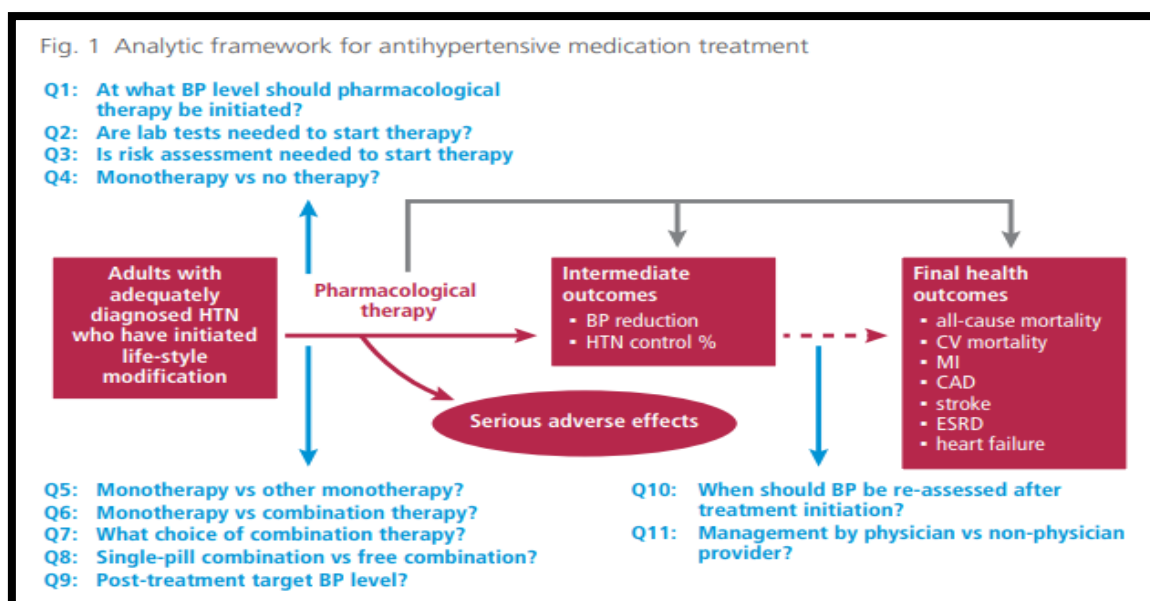 Fig. 1 Analytic framework for antihypertensive medication treatment
Q1: At what BP level should pharmacological
therapy be initiated?
Q2: Are lab tests needed to start therapy?
Q3: Is risk assessment needed to start therapy
Q4: Monotherapy vs no therapy?
Adults with
adequately
diagnosed HTN
who have initiated
life-style
modification
Pharmacological
therapy
Intermediate
outcomes
▪ BP reduction
▪ HTN control %
Final health
outcomes
▪ all-cause mortality
▪ CV mortality
▪ MI
▪ CAD
▪ stroke
▪ ESRD
▪ heart failure
Serious adverse effects
Q5: Monotherapy vs other monotherapy?
Q6: Monotherapy vs combination therapy?
Q7: What choice of combination therapy?
Q8: Single-pill combination vs free combination?
Q9: Post-treatment target BP level?
Q10: When should BP be re-assessed after
treatment initiation?
Q11: Management by physician vs non-physician
provider?